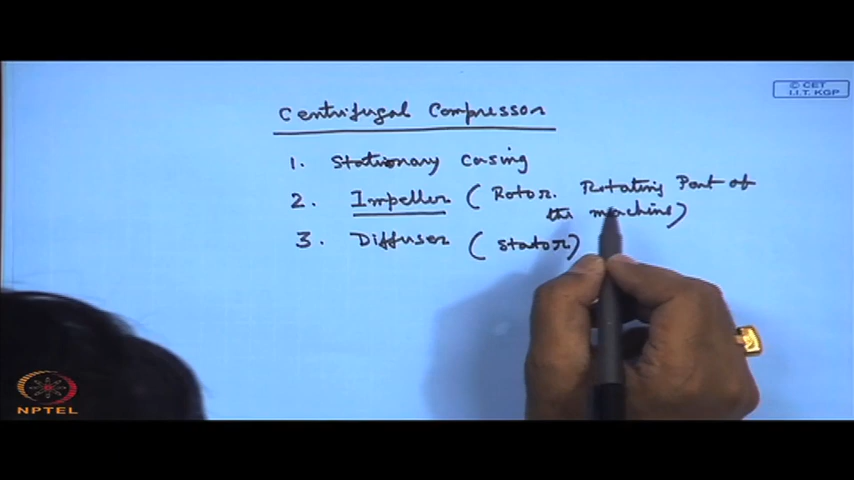 © CET
I.I.T. KGP
Centrifugal Compressor
1. Stationary casing
2. Impeller ( Rotor. Rotating Part of
the machine)
3. Diffuser ( stator)
NPTEL